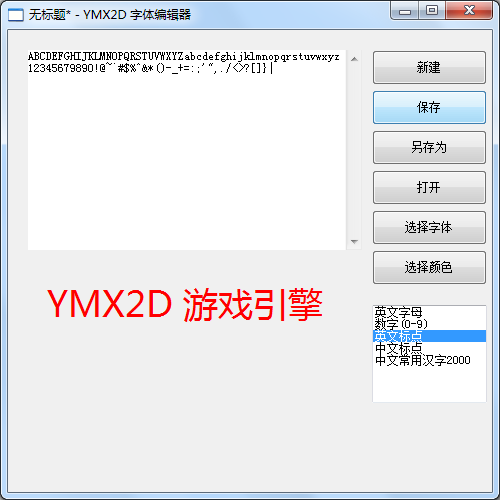 无标题* - YMX2D 字体编辑器
ABCDEFGHIJKLMNOPQRSTUVWXYZabcdefghijklmnopqrstuvwxyz
12345679890!@~`#$%^&*()-_+=:;'",./<>?[]}|
新建
保存
另存为
打开
选择字体
选择颜色
YMX2D 游戏引擎
英文字母
数字(0-9)
英文标点
中文标点
中文常用汉字2000